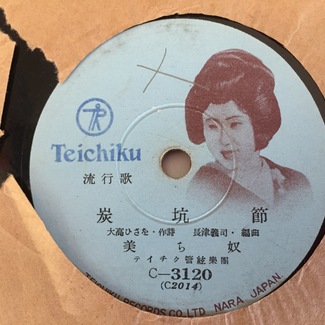 Teichiku
流行歌
炭坑節
大高ひさを・作詩 長津義司・編曲
美ち奴
テイチク管絃樂團
C-3120
(C2014)
TEICHIKU RECORDS CO. LTD. NARA JAPAN.